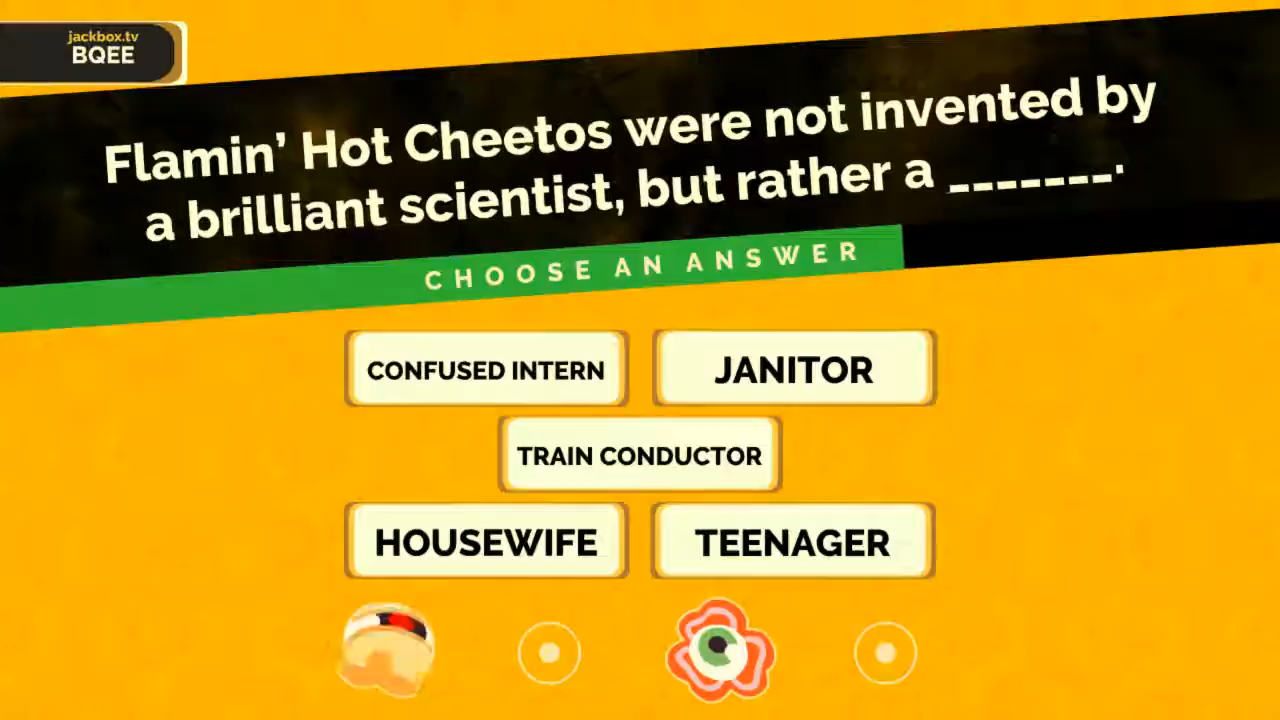 jackbox.tv
BQEE
Flamin’ Hot Cheetos were not invented by
a brilliant scientist, but rather a _______.
CHOOSE AN ANSWER
CONFUSED INTERN
JANITOR
TRAIN CONDUCTOR
HOUSEWIFE
TEENAGER